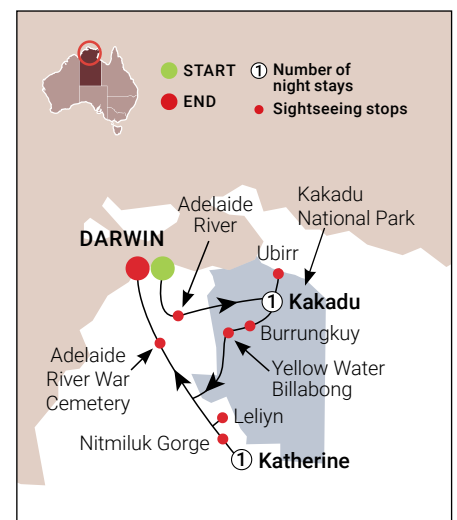 START
END
1 Number of
night stays
Sightseeing stops
Adelaide
River
Kakadu
National Park
DARWIN
Ubirr
1 Kakadu
Burrungkuy
Adelaide
River War
Cemetery
Yellow Water
Billabong
Leliyn
Nitmiluk Gorge
1 Katherine